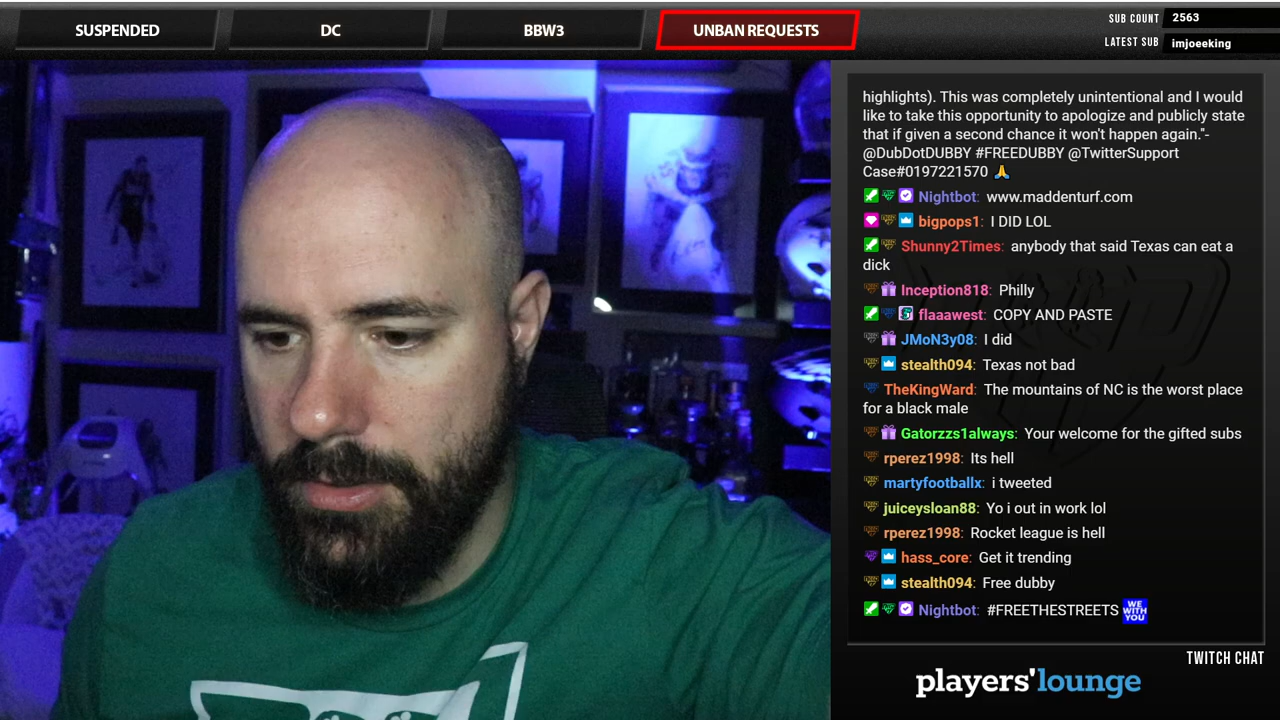 SUSPENDED
DC
BBW3
UNBAN REQUESTS
SUB COUNT 2563
LATEST SUB imjoeeking
highlights). This was completely unintentional and I would
like to take this opportunity to apologize and publicly state
that if given a second chance it won't happen again."-
@DubDotDUBBY #FREEDUBBY @TwitterSupport
Case#0197221570 🙏
Nightbot: www.maddenturf.com
bigpops1: I DID LOL
Shunny2Times: anybody that said Texas can eat a
dick
Inception818: Philly
flaaawest: COPY AND PASTE
JMoN3y08: I did
stealth094: Texas not bad
TheKingWard: The mountains of NC is the worst place
for a black male
Gatorzzs1always: Your welcome for the gifted subs
rperez1998: Its hell
martyfootballx: i tweeted
juiceysloan88: Yo i out in work lol
rperez1998: Rocket league is hell
hass_core: Get it trending
stealth094: Free dubby
Nightbot: #FREETHESTREETS WE WITH YOU
TWITCH CHAT
players'lounge